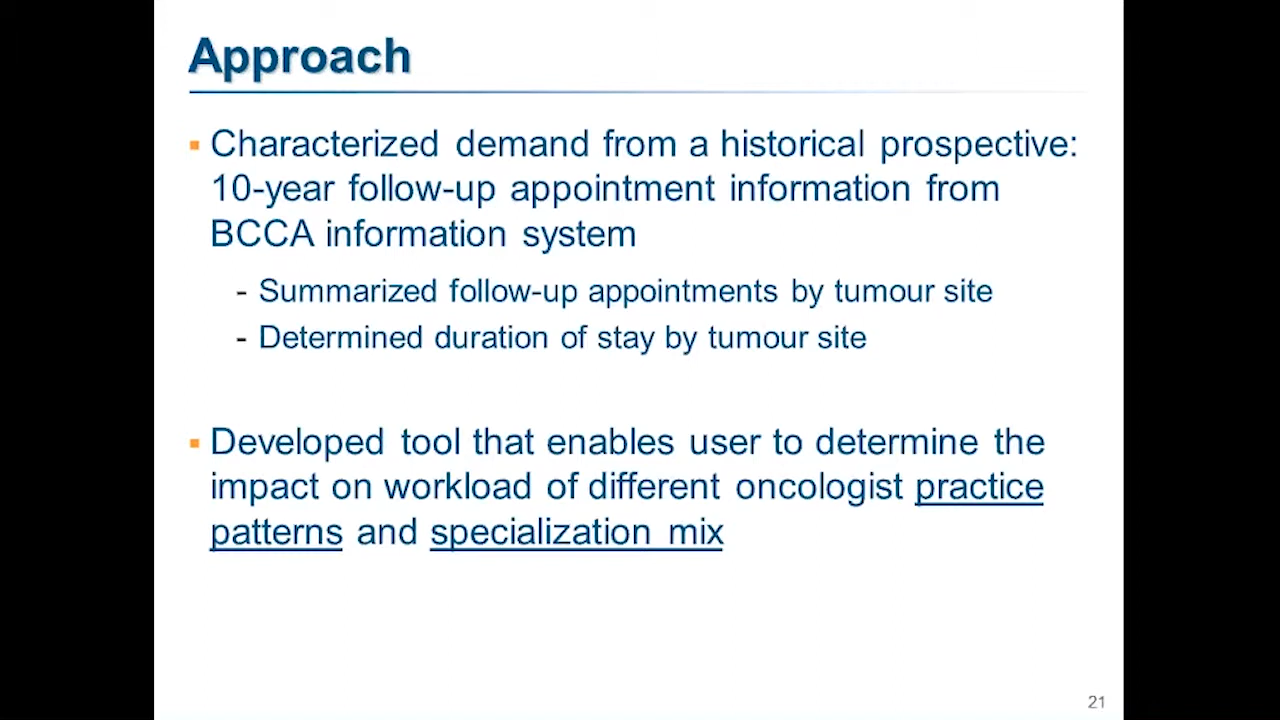 Approach
▪ Characterized demand from a historical prospective:
10-year follow-up appointment information from
BCCA information system
- Summarized follow-up appointments by tumour site
- Determined duration of stay by tumour site
▪ Developed tool that enables user to determine the
impact on workload of different oncologist practice
patterns and specialization mix
21